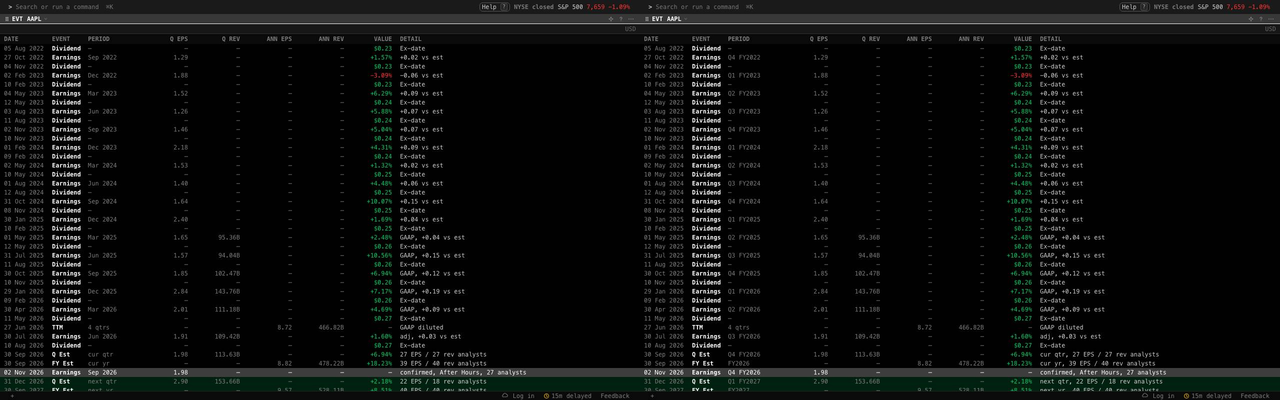 > Search or run a command ⌘K
Help ? NYSE closed S&P 500 7,659 −1.09%
EVT AAPL
USD
DATE EVENT PERIOD Q EPS Q REV ANN EPS ANN REV VALUE DETAIL
05 Aug 2022 Dividend — — — — — $0.23 Ex-date
27 Oct 2022 Earnings Sep 2022 1.29 — — — +1.57% +0.02 vs est
04 Nov 2022 Dividend — — — — — $0.23 Ex-date
02 Feb 2023 Earnings Dec 2022 1.88 — — — −3.09% −0.06 vs est
10 Feb 2023 Dividend — — — — — $0.23 Ex-date
04 May 2023 Earnings Mar 2023 1.52 — — — +6.29% +0.09 vs est
12 May 2023 Dividend — — — — — $0.24 Ex-date
03 Aug 2023 Earnings Jun 2023 1.26 — — — +5.88% +0.07 vs est
11 Aug 2023 Dividend — — — — — $0.24 Ex-date
02 Nov 2023 Earnings Sep 2023 1.46 — — — +5.04% +0.07 vs est
10 Nov 2023 Dividend — — — — — $0.24 Ex-date
01 Feb 2024 Earnings Dec 2023 2.18 — — — +4.31% +0.09 vs est
09 Feb 2024 Dividend — — — — — $0.24 Ex-date
02 May 2024 Earnings Mar 2024 1.53 — — — +1.32% +0.02 vs est
10 May 2024 Dividend — — — — — $0.25 Ex-date
01 Aug 2024 Earnings Jun 2024 1.40 — — — +4.48% +0.06 vs est
12 Aug 2024 Dividend — — — — — $0.25 Ex-date
31 Oct 2024 Earnings Sep 2024 1.64 — — — +10.07% +0.15 vs est
08 Nov 2024 Dividend — — — — — $0.25 Ex-date
30 Jan 2025 Earnings Dec 2024 2.40 — — — +1.69% +0.04 vs est
10 Feb 2025 Dividend — — — — — $0.25 Ex-date
01 May 2025 Earnings Mar 2025 1.65 95.36B — — +2.48% GAAP, +0.04 vs est
12 May 2025 Dividend — — — — — $0.26 Ex-date
31 Jul 2025 Earnings Jun 2025 1.57 94.04B — — +10.56% GAAP, +0.15 vs est
11 Aug 2025 Dividend — — — — — $0.26 Ex-date
30 Oct 2025 Earnings Sep 2025 1.85 102.47B — — +6.94% GAAP, +0.12 vs est
10 Nov 2025 Dividend — — — — — $0.26 Ex-date
29 Jan 2026 Earnings Dec 2025 2.84 143.76B — — +7.17% GAAP, +0.19 vs est
09 Feb 2026 Dividend — — — — — $0.26 Ex-date
30 Apr 2026 Earnings Mar 2026 2.01 111.18B — — +4.69% GAAP, +0.09 vs est
11 May 2026 Dividend — — — — — $0.27 Ex-date
27 Jun 2026 TTM 4 qtrs — — 8.72 466.82B — GAAP diluted
30 Jul 2026 Earnings Jun 2026 1.91 109.42B — — +1.60% adj, +0.03 vs est
10 Aug 2026 Dividend — — — — — $0.27 Ex-date
30 Sep 2026 Q Est cur qtr 1.98 113.63B — — +6.94% 27 EPS / 27 rev analysts
30 Sep 2026 FY Est cur yr — — 8.82 478.22B +18.23% 39 EPS / 40 rev analysts
02 Nov 2026 Earnings Sep 2026 1.98 — — — — confirmed, After Hours, 27 analysts
31 Dec 2026 Q Est next qtr 2.90 153.66B — — +2.18% 22 EPS / 18 rev analysts
Log in 15m delayed Feedback
> Search or run a command ⌘K
Help ? NYSE closed S&P 500 7,659 −1.09%
EVT AAPL
USD
DATE EVENT PERIOD Q EPS Q REV ANN EPS ANN REV VALUE DETAIL
05 Aug 2022 Dividend — — — — — $0.23 Ex-date
27 Oct 2022 Earnings Q4 FY2022 1.29 — — — +1.57% +0.02 vs est
04 Nov 2022 Dividend — — — — — $0.23 Ex-date
02 Feb 2023 Earnings Q1 FY2023 1.88 — — — −3.09% −0.06 vs est
10 Feb 2023 Dividend — — — — — $0.23 Ex-date
04 May 2023 Earnings Q2 FY2023 1.52 — — — +6.29% +0.09 vs est
12 May 2023 Dividend — — — — — $0.24 Ex-date
03 Aug 2023 Earnings Q3 FY2023 1.26 — — — +5.88% +0.07 vs est
11 Aug 2023 Dividend — — — — — $0.24 Ex-date
02 Nov 2023 Earnings Q4 FY2023 1.46 — — — +5.04% +0.07 vs est
10 Nov 2023 Dividend — — — — — $0.24 Ex-date
01 Feb 2024 Earnings Q1 FY2024 2.18 — — — +4.31% +0.09 vs est
09 Feb 2024 Dividend — — — — — $0.24 Ex-date
02 May 2024 Earnings Q2 FY2024 1.53 — — — +1.32% +0.02 vs est
10 May 2024 Dividend — — — — — $0.25 Ex-date
01 Aug 2024 Earnings Q3 FY2024 1.40 — — — +4.48% +0.06 vs est
12 Aug 2024 Dividend — — — — — $0.25 Ex-date
31 Oct 2024 Earnings Q4 FY2024 1.64 — — — +10.07% +0.15 vs est
08 Nov 2024 Dividend — — — — — $0.25 Ex-date
30 Jan 2025 Earnings Q1 FY2025 2.40 — — — +1.69% +0.04 vs est
10 Feb 2025 Dividend — — — — — $0.25 Ex-date
01 May 2025 Earnings Q2 FY2025 1.65 95.36B — — +2.48% GAAP, +0.04 vs est
12 May 2025 Dividend — — — — — $0.26 Ex-date
31 Jul 2025 Earnings Q3 FY2025 1.57 94.04B — — +10.56% GAAP, +0.15 vs est
11 Aug 2025 Dividend — — — — — $0.26 Ex-date
30 Oct 2025 Earnings Q4 FY2025 1.85 102.47B — — +6.94% GAAP, +0.12 vs est
10 Nov 2025 Dividend — — — — — $0.26 Ex-date
29 Jan 2026 Earnings Q1 FY2026 2.84 143.76B — — +7.17% GAAP, +0.19 vs est
09 Feb 2026 Dividend — — — — — $0.26 Ex-date
30 Apr 2026 Earnings Q2 FY2026 2.01 111.18B — — +4.69% GAAP, +0.09 vs est
11 May 2026 Dividend — — — — — $0.27 Ex-date
27 Jun 2026 TTM 4 qtrs — — 8.72 466.82B — GAAP diluted
30 Jul 2026 Earnings Q3 FY2026 1.91 109.42B — — +1.60% adj, +0.03 vs est
10 Aug 2026 Dividend — — — — — $0.27 Ex-date
30 Sep 2026 Q Est Q4 FY2026 1.98 113.63B — — +6.94% cur qtr, 27 EPS / 27 rev analysts
30 Sep 2026 FY Est FY2026 — — 8.82 478.22B +18.23% cur yr, 39 EPS / 40 rev analysts
02 Nov 2026 Earnings Q4 FY2026 1.98 — — — — confirmed, After Hours, 27 analysts
31 Dec 2026 Q Est Q1 FY2027 2.90 153.66B — — +2.18% next qtr, 22 EPS / 18 rev analysts
Log in 15m delayed Feedback